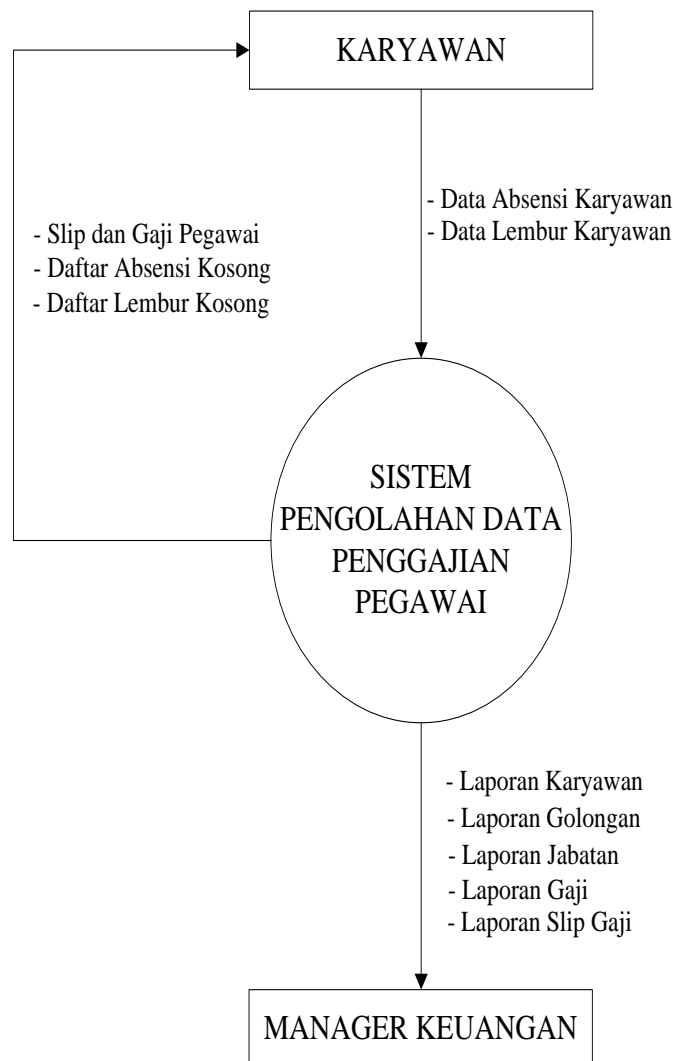 KARYAWAN
- Data Absensi Karyawan
- Data Lembur Karyawan
- Slip dan Gaji Pegawai
- Daftar Absensi Kosong
- Daftar Lembur Kosong
SISTEM
PENGOLAHAN DATA
PENGGAJIAN
PEGAWAI
- Laporan Karyawan
- Laporan Golongan
- Laporan Jabatan
- Laporan Gaji
- Laporan Slip Gaji
MANAGER KEUANGAN